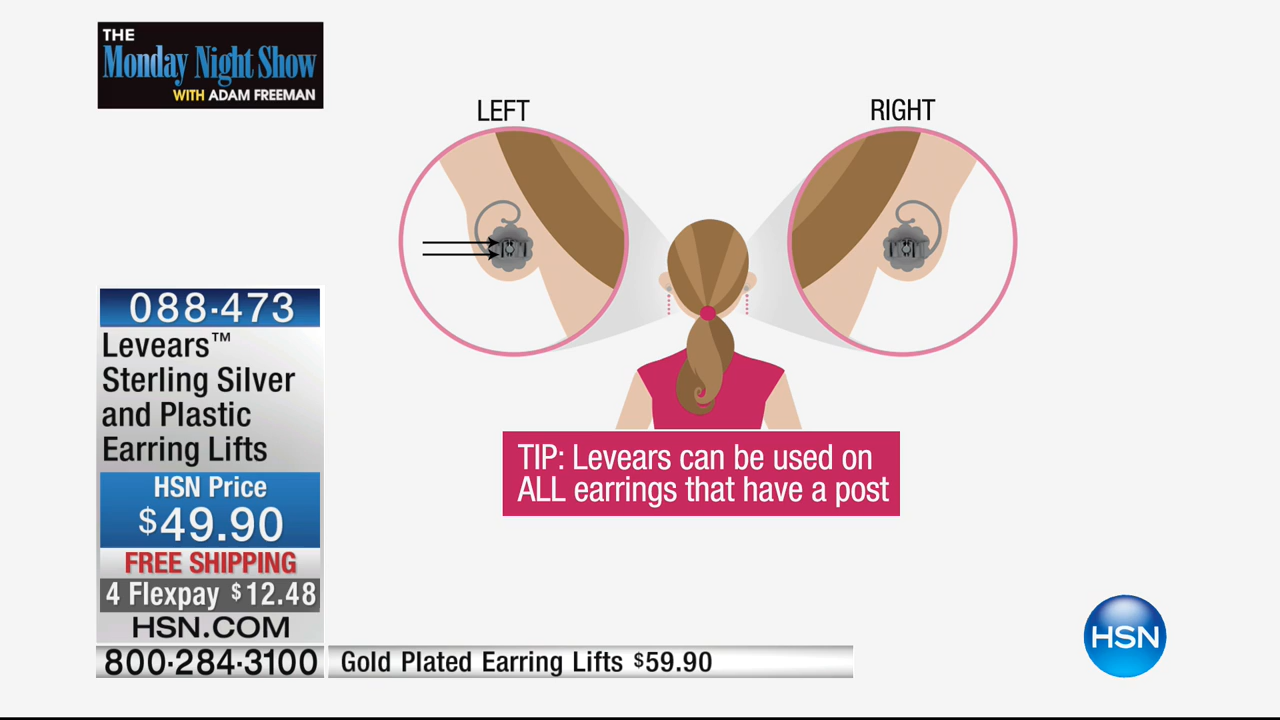 THE
Monday Night Show
WITH ADAM FREEMAN
LEFT
RIGHT
088·473
Levears™
Sterling Silver
and Plastic
Earring Lifts
HSN Price
$49.90
FREE SHIPPING
4 Flexpay $12.48
HSN.COM
800·284·3100
TIP: Levears can be used on
ALL earrings that have a post
Gold Plated Earring Lifts $59.90
HSN